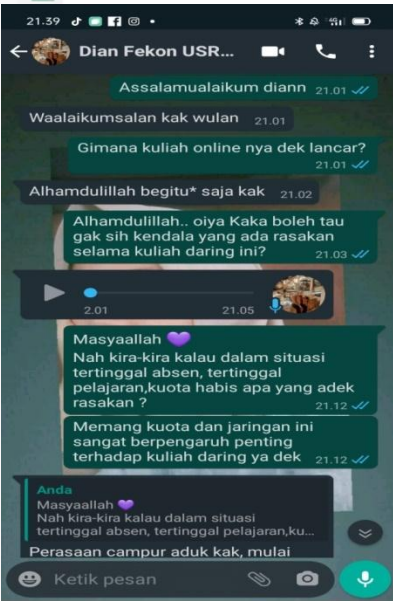 21.39
Dian Fekon USR...
Assalamualaikum diann 21.01
Waalaikumsalan kak wulan 21.01
Gimana kuliah online nya dek lancar?
21.01
Alhamdulillah begitu* saja kak 21.02
Alhamdulillah.. oiya Kaka boleh tau
gak sih kendala yang ada rasakan
selama kuliah daring ini? 21.03
2.01 21.05
Masyaallah 💜
Nah kira-kira kalau dalam situasi
tertinggal absen, tertinggal
pelajaran,kuota habis apa yang adek
rasakan ? 21.12
Memang kuota dan jaringan ini
sangat berpengaruh penting
terhadap kuliah daring ya dek 21.12
Anda
Masyaallah 💜
Nah kira-kira kalau dalam situasi
tertinggal absen, tertinggal pelajaran,ku...
Perasaan campur aduk kak, mulai
Ketik pesan